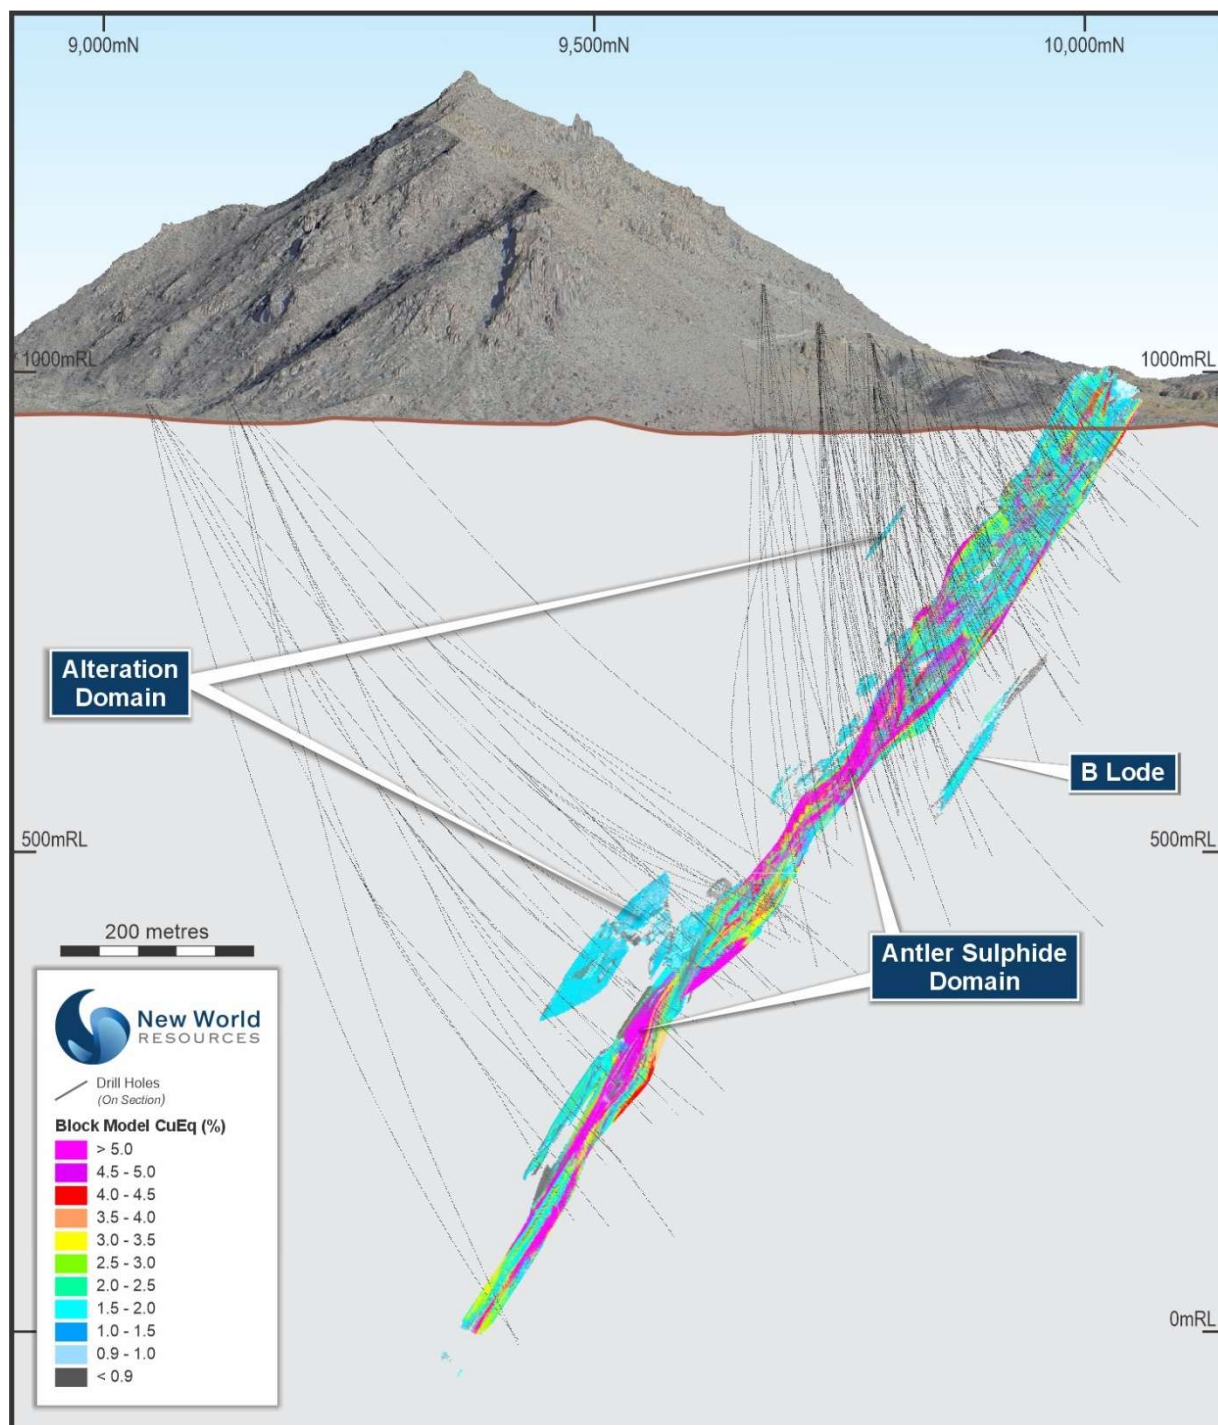 9,000mN
9,500mN
10,000mN
1000mRL
1000mRL
Alteration
Domain
B Lode
500mRL
500mRL
200 metres
Antler Sulphide
Domain
New World
RESOURCES
Drill Holes
(On Section)
Block Model CuEq (%)
> 5.0
4.5 - 5.0
4.0 - 4.5
3.5 - 4.0
3.0 - 3.5
2.5 - 3.0
2.0 - 2.5
1.5 - 2.0
1.0 - 1.5
0.9 - 1.0
< 0.9
0mRL